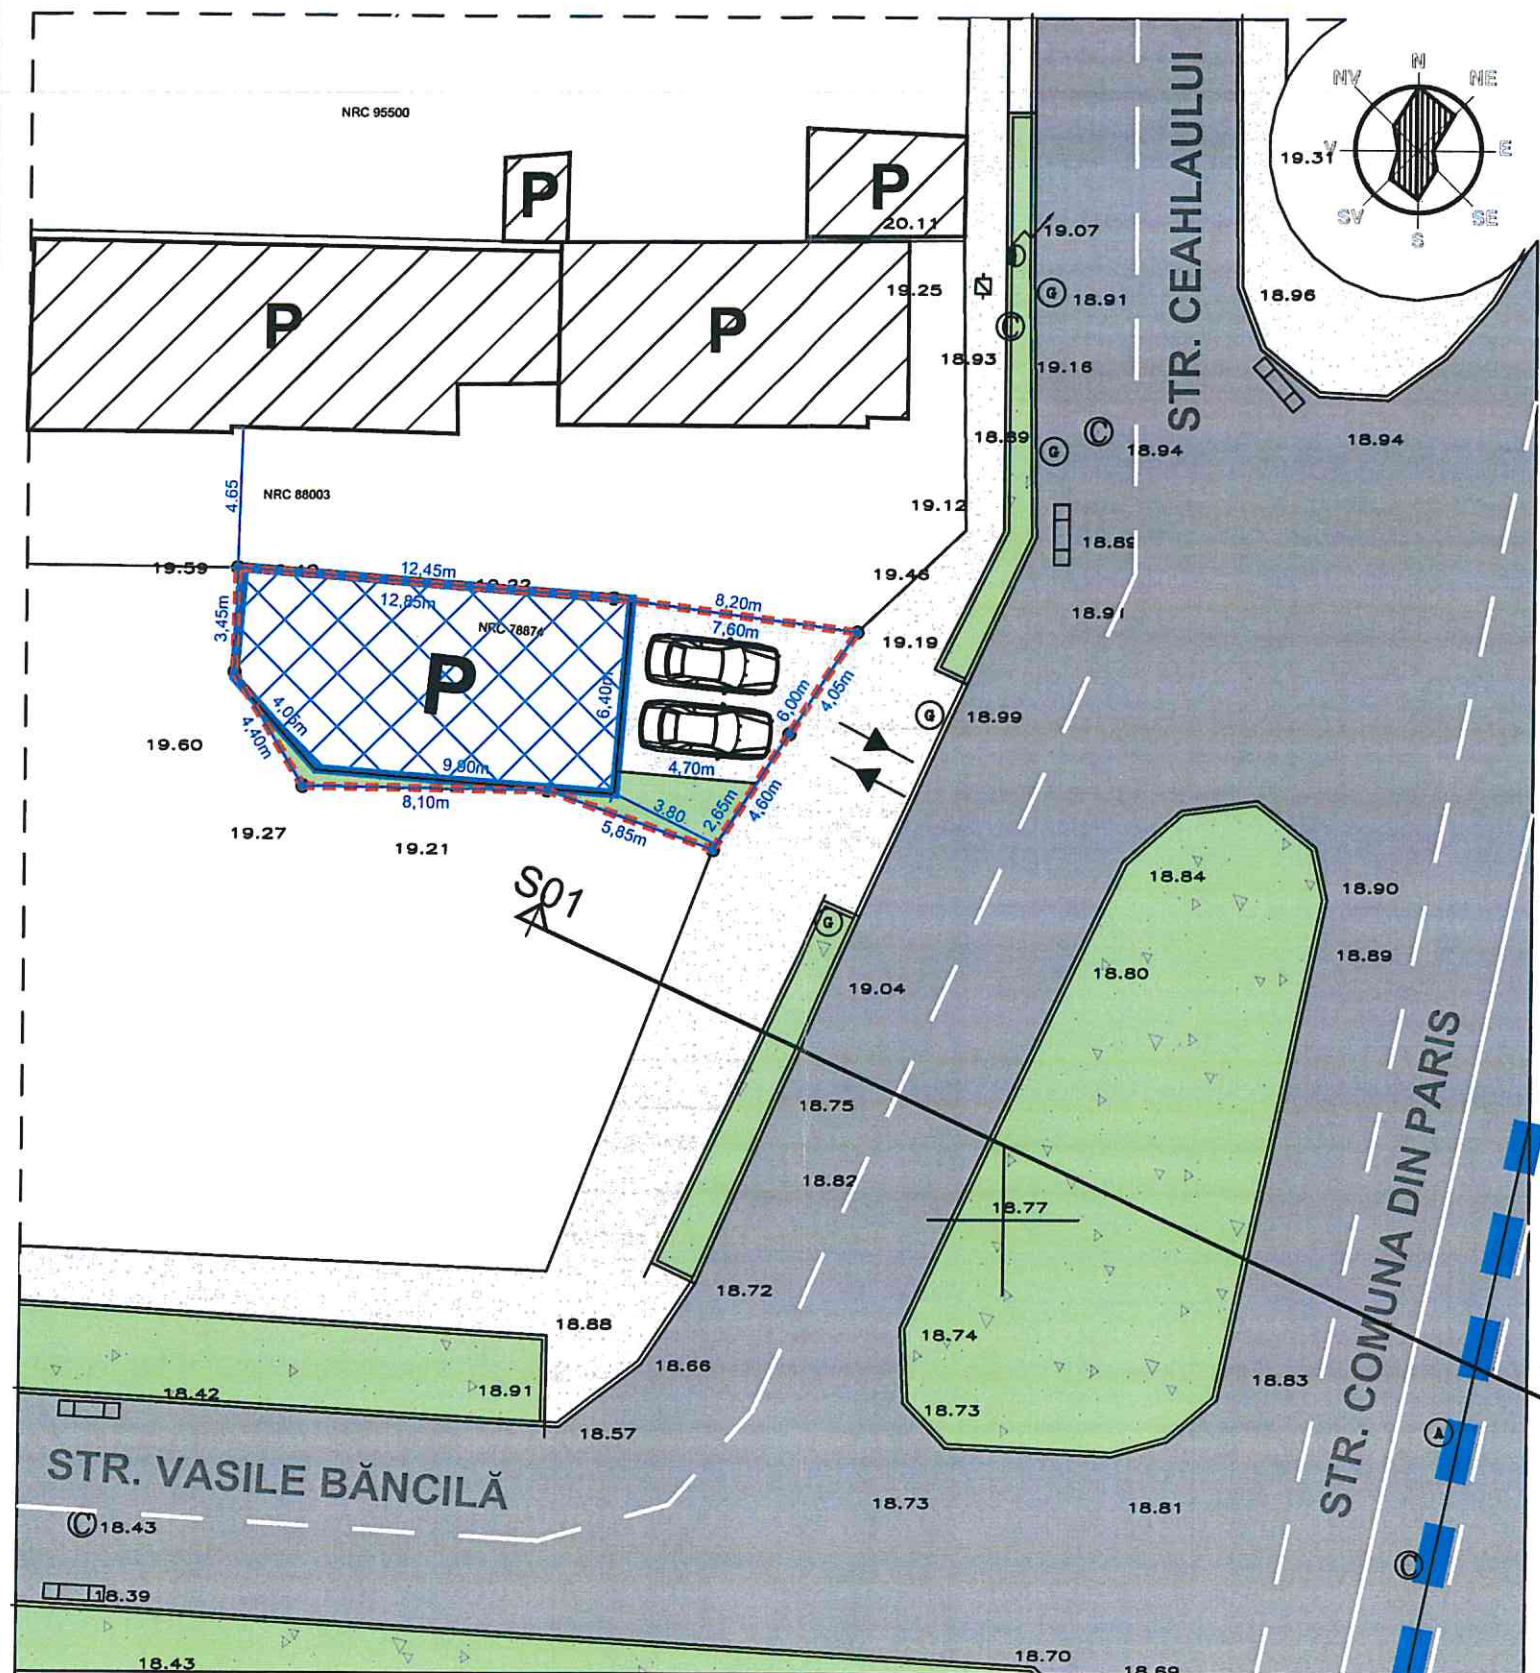 NRC 95500
STR. CEAHLAULUI
N
NV
NE
V
E
SV
SE
S
19.31
P
P
20.11
19.07
19.25
G
18.91
18.96
C
P
P
18.93
19.16
18.89
C
G
18.94
18.94
4.65
NRC 88003
19.12
18.89
19.59
12,45m
12,85m
19.46
8,20m
7,60m
18.91
3,45m
NRC 78874
19.19
P
6,40m
6,00m
4,05m
G
18.99
4,05m
4,40m
19.60
9,90m
4,70m
8,10m
3.80
2,65m
4,60m
5,85m
19.27
19.21
S01
18.84
18.90
G
18.89
18.80
19.04
STR. COMUNA DIN PARIS
18.75
18.82
18.77
18.72
18.88
18.74
18.66
18.83
18.42
18.91
18.73
18.57
A
STR. VASILE BĂNCILĂ
18.73
18.81
C
18.43
C
18.39
18.70
18.43
18.69